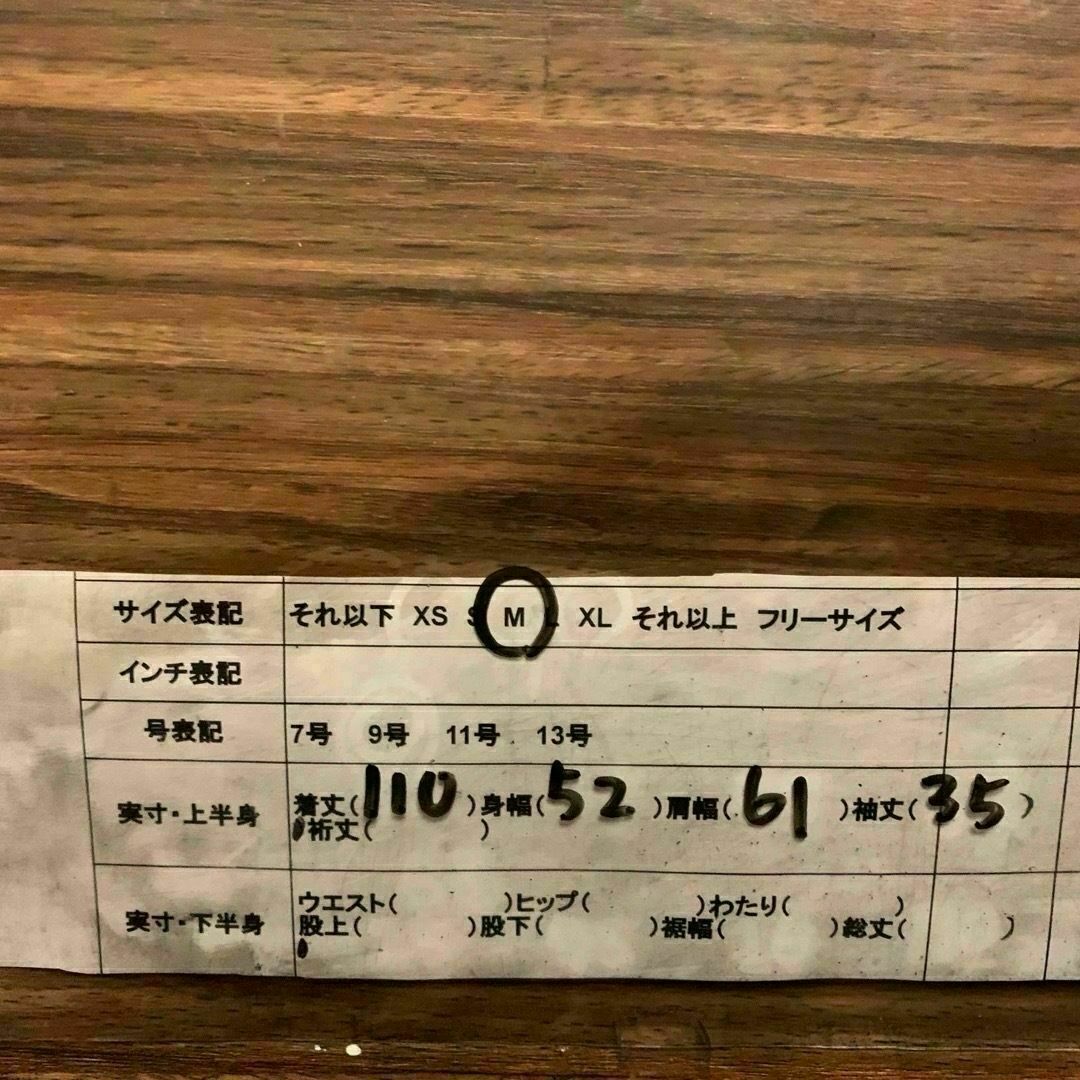 サイズ表記 それ以下 XS S M L XL それ以上 フリーサイズ
インチ表記
号表記 7号 9号 11号 13号
実寸・上半身 着丈(110)身幅(52)肩幅(61)袖丈(35)
裄丈( )
実寸・下半身 ウエスト( )ヒップ( )わたり( )
股上( )股下( )裾幅( )総丈( )